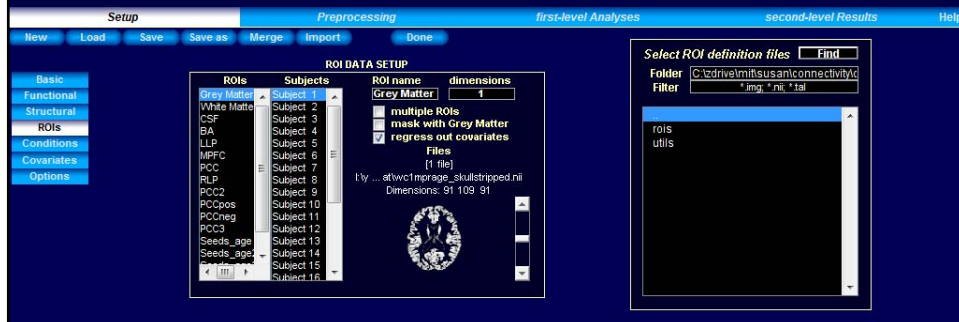 Setup Preprocessing first-level Analyses second-level Results Help
New Load Save Save as Merge Import Done
Basic
Functional
Structural
ROIs
Conditions
Covariates
Options
ROI DATA SETUP
ROIs
Grey Matter
White Matte
CSF
BA
LLP
MPFC
PCC
RLP
PCC2
PCCpos
PCCneg
PCC3
Seeds_age
Seeds_age2
Subjects
Subject 1
Subject 2
Subject 3
Subject 4
Subject 5
Subject 6
Subject 7
Subject 8
Subject 9
Subject 10
Subject 11
Subject 12
Subject 13
Subject 14
Subject 15
Subject 16
ROI name dimensions
Grey Matter 1
multiple ROIs
mask with Grey Matter
regress out covariates
Files
[1 file]
I:\y ... at\wc1mprage_skullstripped.nii
Dimensions: 91 109 91
Select ROI definition files Find
Folder C:\zdrive\mit\susan\connectivity\c
Filter *.img; *.nii; *.tal
..
rois
utils